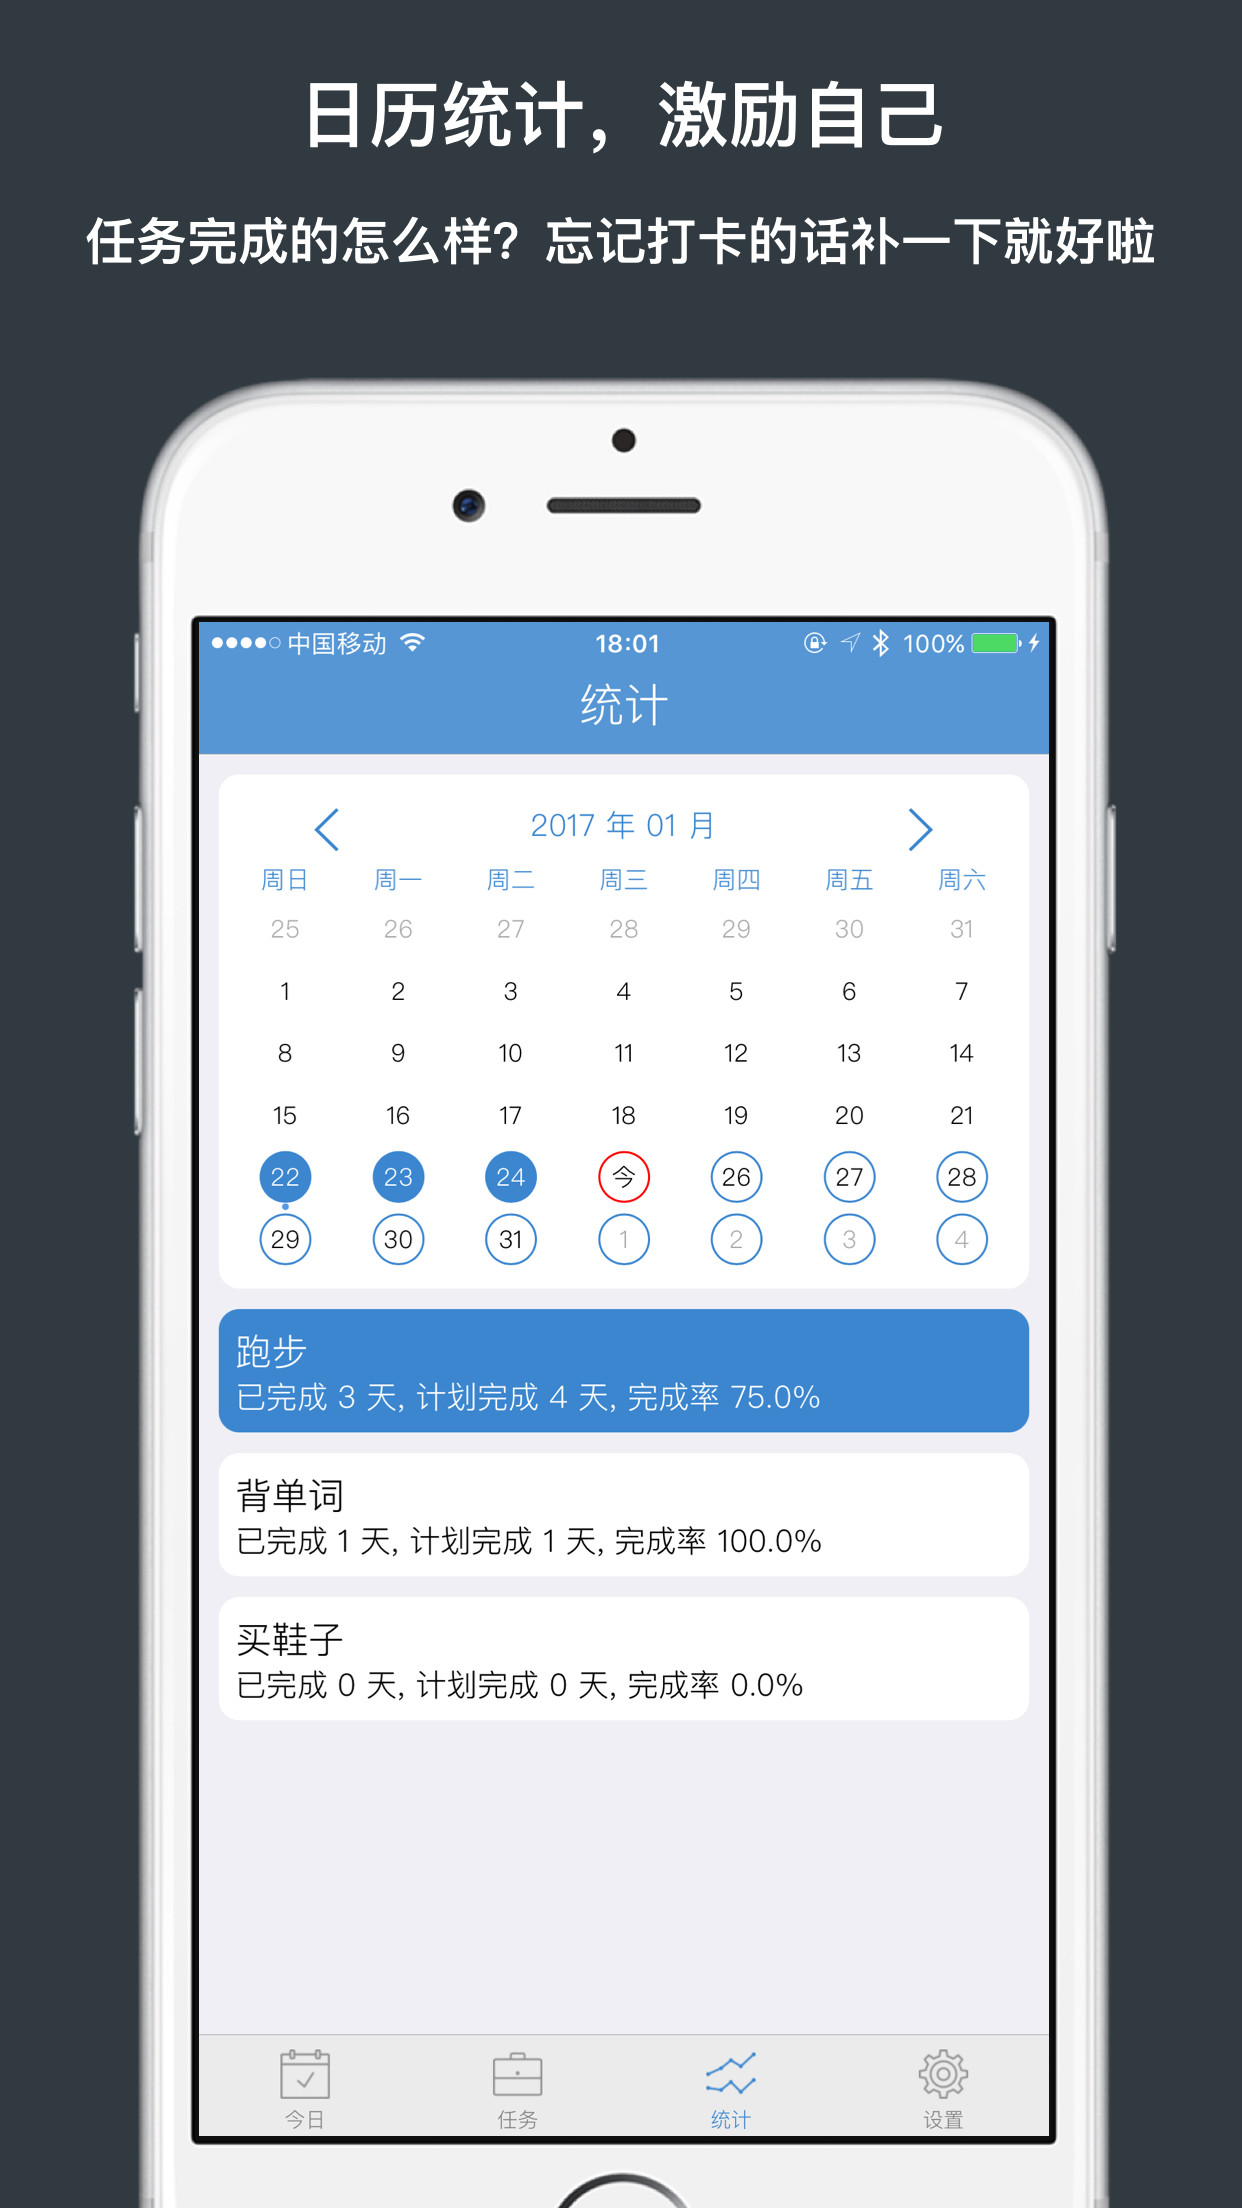 日历统计，激励自己
任务完成的怎么样？忘记打卡的话补一下就好啦
中国移动 18:01 100%
统计
2017 年 01 月
周日 周一 周二 周三 周四 周五 周六
25 26 27 28 29 30 31
1 2 3 4 5 6 7
8 9 10 11 12 13 14
15 16 17 18 19 20 21
22 23 24 今 26 27 28
29 30 31 1 2 3 4
跑步
已完成 3 天, 计划完成 4 天, 完成率 75.0%
背单词
已完成 1 天, 计划完成 1 天, 完成率 100.0%
买鞋子
已完成 0 天, 计划完成 0 天, 完成率 0.0%
今日 任务 统计 设置